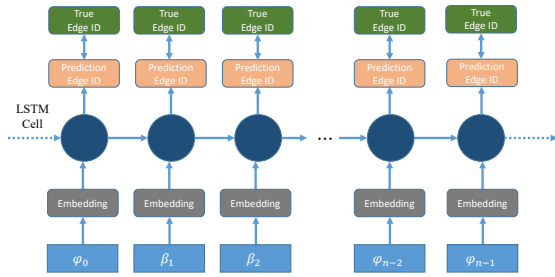 True
Edge ID
True
Edge ID
True
Edge ID
True
Edge ID
True
Edge ID
Prediction
Edge ID
Prediction
Edge ID
Prediction
Edge ID
Prediction
Edge ID
Prediction
Edge ID
LSTM
Cell
...
Embedding
Embedding
Embedding
Embedding
Embedding
φ₀
β₁
β₂
φₙ₋₂
φₙ₋₁